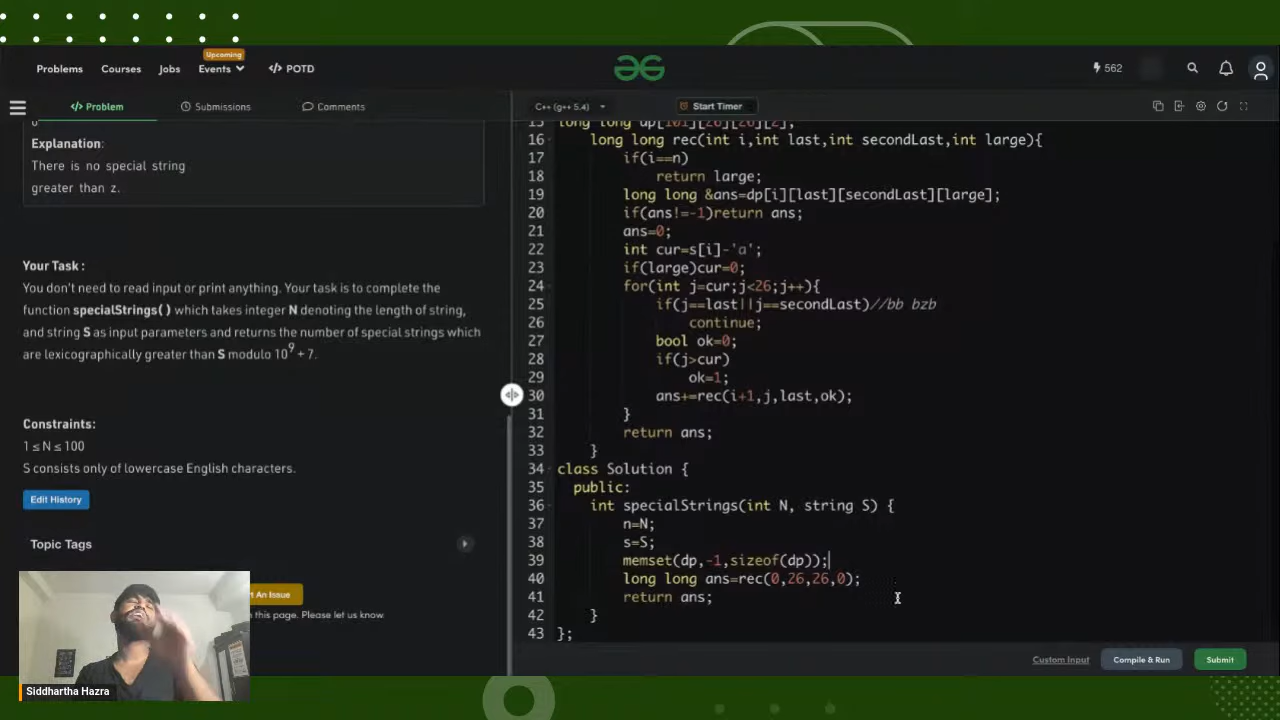 Upcoming
Problems
Courses
Jobs
Events
</> POTD
562
</> Problem
Submissions
Comments
C++ (g++ 5.4)
Start Timer
Explanation:
There is no special string
greater than z.
Your Task :
You don't need to read input or print anything. Your task is to complete the
function specialStrings() which takes integer N denoting the length of string,
and string S as input parameters and returns the number of special strings which
are lexicographically greater than S modulo 10^9 + 7.
Constraints:
1 ≤ N ≤ 100
S consists only of lowercase English characters.
Edit History
Topic Tags
t An Issue
this page. Please let us know
Siddhartha Hazra
15 long long dp[101][26][26][2];
16 long long rec(int i,int last,int secondLast,int large){
17 if(i==n)
18 return large;
19 long long &ans=dp[i][last][secondLast][large];
20 if(ans!=-1)return ans;
21 ans=0;
22 int cur=s[i]-'a';
23 if(large)cur=0;
24 for(int j=cur;j<26;j++){
25 if(j==last||j==secondLast)//bb bzb
26 continue;
27 bool ok=0;
28 if(j>cur)
29 ok=1;
30 ans+=rec(i+1,j,last,ok);
31 }
32 return ans;
33 }
34 class Solution {
35 public:
36 int specialStrings(int N, string S) {
37 n=N;
38 s=S;
39 memset(dp,-1,sizeof(dp));
40 long long ans=rec(0,26,26,0);
41 return ans;
42 }
43 };
Custom Input
Compile & Run
Submit